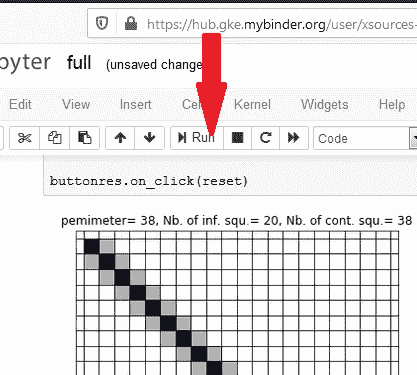 https://hub.gke.mybinder.org/user/xsources-
pyter full (unsaved change
Edit View Insert Ce Kernel Widgets Help
Run Code
buttonres.on_click(reset)
pemimeter= 38, Nb. of inf. squ.= 20, Nb. of cont. squ.= 38